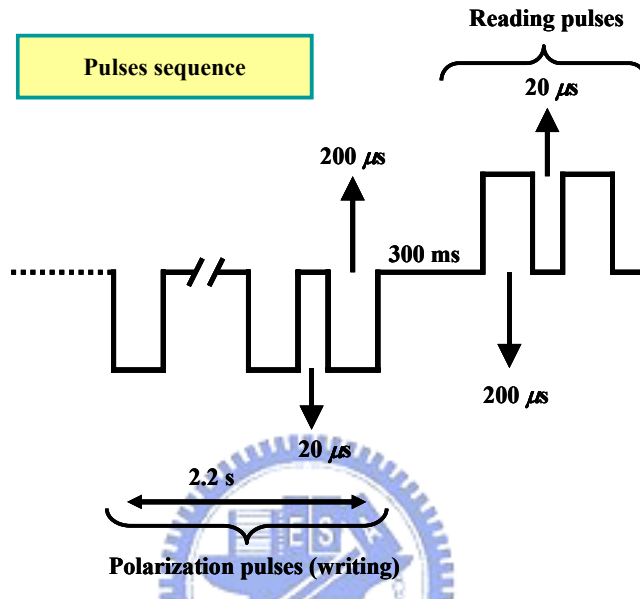 Reading pulses
Pulses sequence
20 μs
200 μs
300 ms
200 μs
20 μs
2.2 s
E S
Polarization pulses (writing)